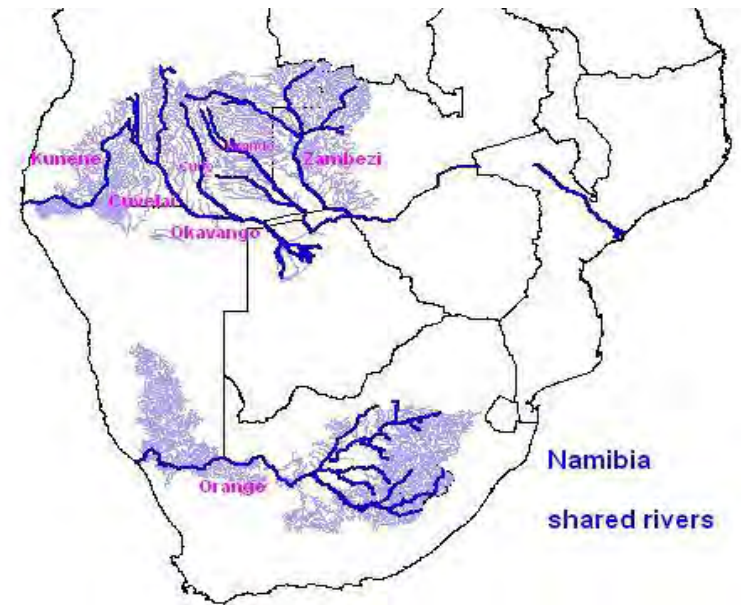 Kunene
Zambezi
Cuvelai
Okavango
Orange
Namibia
shared rivers